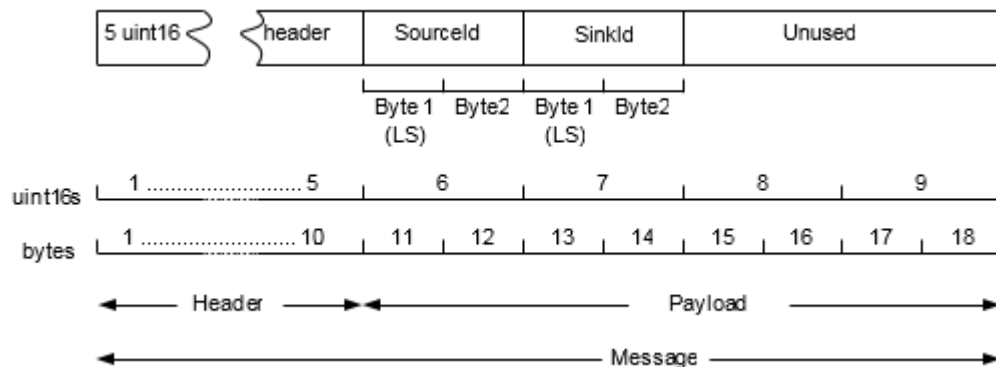 5 uint16 header SourceId SinkId Unused
Byte 1 Byte2 Byte 1 Byte2
(LS) (LS)
uint16s 1 ............................ 5 6 7 8 9
bytes 1 ............................ 10 11 12 13 14 15 16 17 18
Header Payload
Message